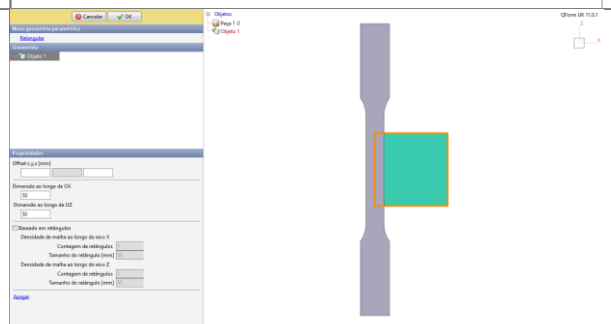 Cancelar OK
Nova geometria paramétrica
Retangular
Geometria
Objeto 1
Propriedades
Offset x,y,z [mm]
Dimensão ao longo de OX
50
Dimensão ao longo de OZ
50
Baseado em retângulos
Densidade de malha ao longo do eixo X
Contagem de retângulos
Tamanho do retângulo [mm]
Densidade de malha ao longo do eixo Z
Contagem de retângulos
Tamanho do retângulo [mm]
Apagar
Objetos
Peça 1 0
Objeto 1
QForm UK 11.0.1
Z
X